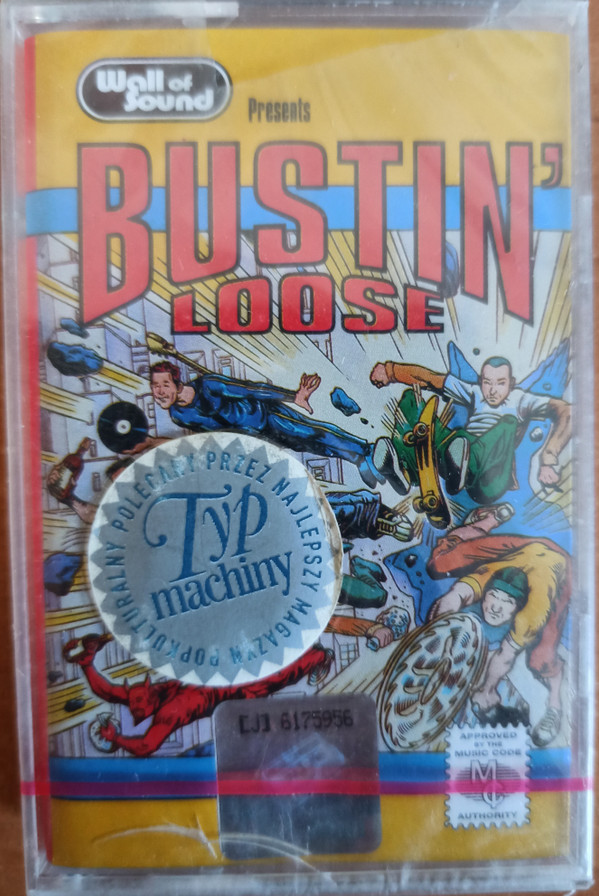 Wall of
Sound
Presents
BUSTIN'
LOOSE
POLECANY PRZEZ NAJLEPSZY MAGAZYN POPKULTURALNY
Typ
machiny
[J] 6175956
APPROVED
BY THE
MUSIC CODE
MC
AUTHORITY